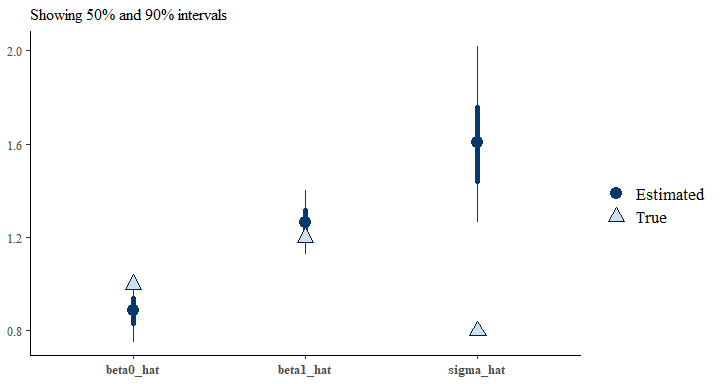 Showing 50% and 90% intervals
2.0
1.6
1.2
0.8
beta0_hat
beta1_hat
sigma_hat
Estimated
True